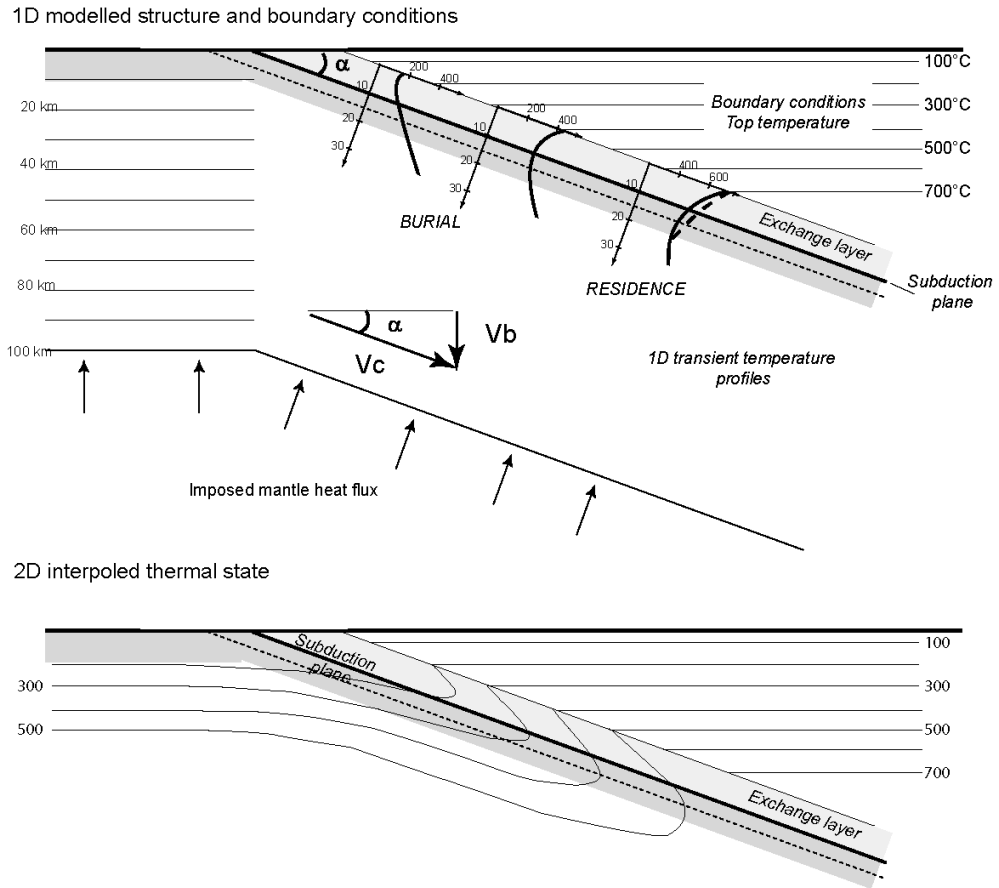 1D modelled structure and boundary conditions
α
100°C
300°C
500°C
700°C
Boundary conditions
Top temperature
20 km
40 km
60 km
80 km
100 km
200
400
10
20
30
200
400
10
20
30
400
600
10
20
30
BURIAL
RESIDENCE
Exchange layer
Subduction
plane
α
Vb
Vc
1D transient temperature
profiles
Imposed mantle heat flux
2D interpoled thermal state
Subduction
plane
100
300
500
700
300
500
Exchange layer